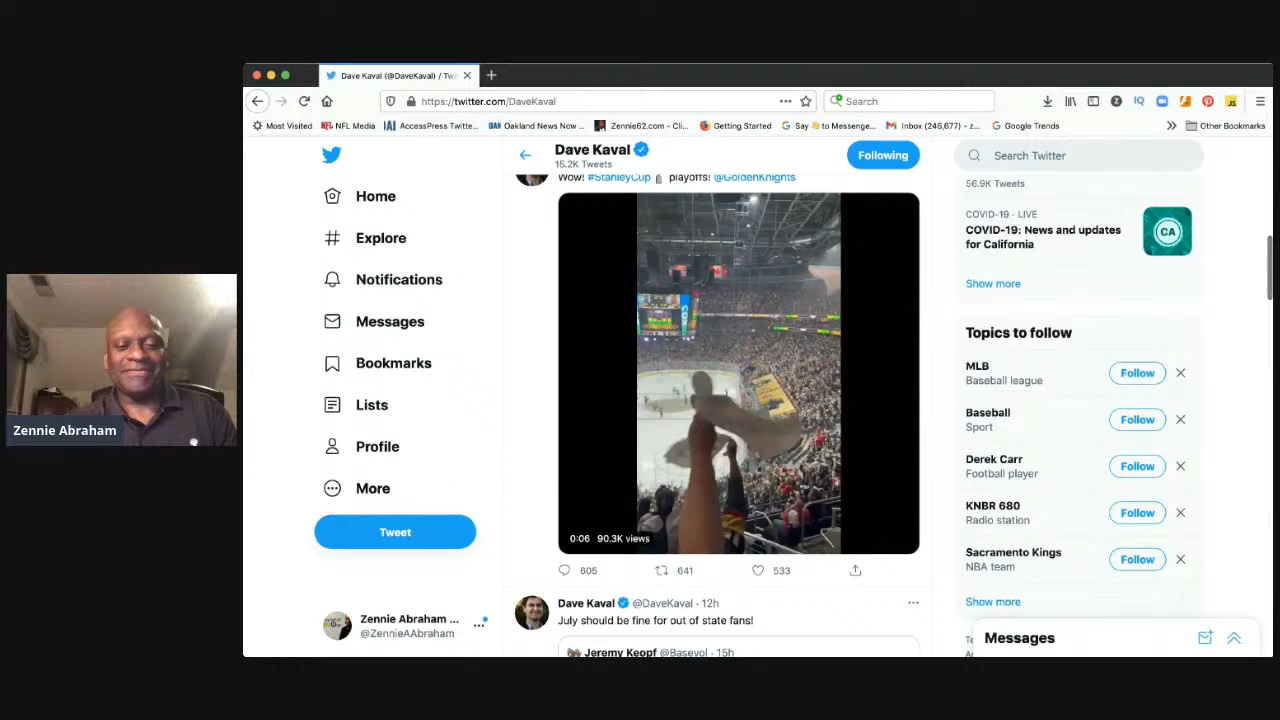 Dave Kaval (@DaveKaval) / Twi
https://twitter.com/DaveKaval
Search
Most Visited
NFL Media
AccessPress Twitte...
Oakland News Now ...
Zennie62.com - Cli...
Getting Started
Say 👋 to Messenge...
Inbox (246,677) - z...
Google Trends
Other Bookmarks
Home
Explore
Notifications
Messages
Bookmarks
Lists
Profile
More
Tweet
Zennie Abraham ...
@ZennieAAbraham
Dave Kaval
15.2K Tweets
Following
Wow! #StanleyCup playoffs! @GoldenKnights
0:06 90.3K views
605 641 533
Dave Kaval @DaveKaval · 12h
July should be fine for out of state fans!
Jeremy Keopf @Basevol · 15h
Search Twitter
56.9K Tweets
COVID-19 · LIVE
COVID-19: News and updates
for California
CA
Show more
Topics to follow
MLB
Baseball league
Follow
Baseball
Sport
Follow
Derek Carr
Football player
Follow
KNBR 680
Radio station
Follow
Sacramento Kings
NBA team
Follow
Show more
Messages
Zennie Abraham